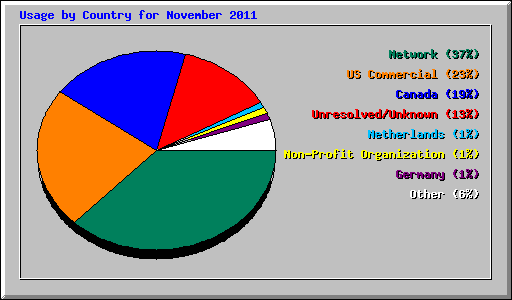 Usage by Country for November 2011
Network (37%)
US Commercial (23%)
Canada (19%)
Unresolved/Unknown (13%)
Netherlands (1%)
Non-Profit Organization (1%)
Germany (1%)
Other (6%)